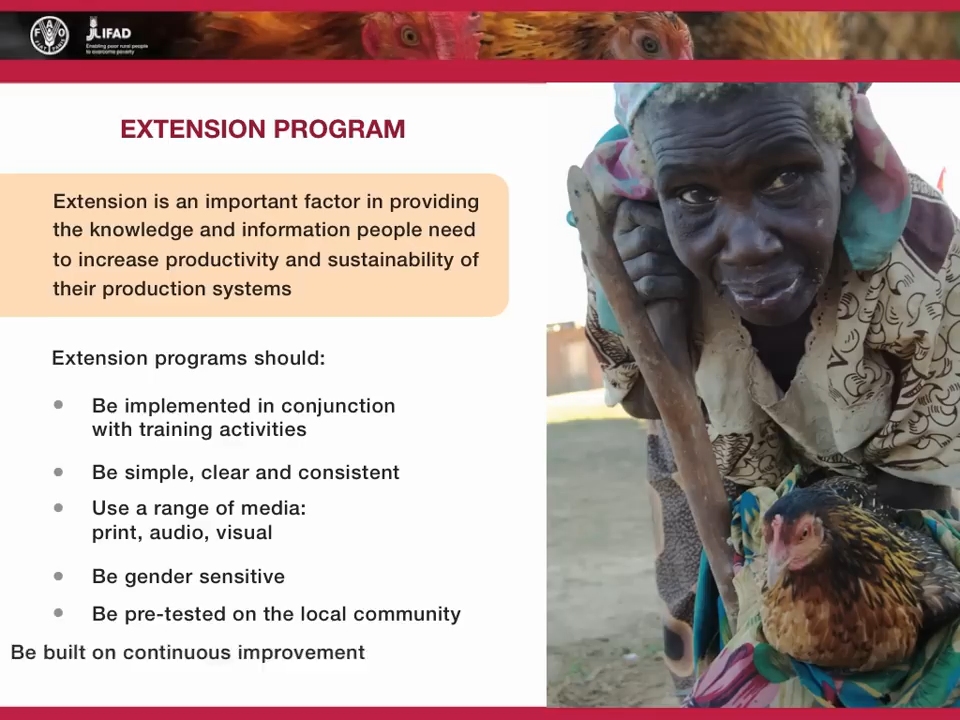 FAO
FIAT PANIS
JLIFAD
Enabling poor rural people
to overcome poverty
EXTENSION PROGRAM
Extension is an important factor in providing
the knowledge and information people need
to increase productivity and sustainability of
their production systems
Extension programs should:
• Be implemented in conjunction
with training activities
• Be simple, clear and consistent
• Use a range of media:
print, audio, visual
• Be gender sensitive
• Be pre-tested on the local community
Be built on continuous improvement